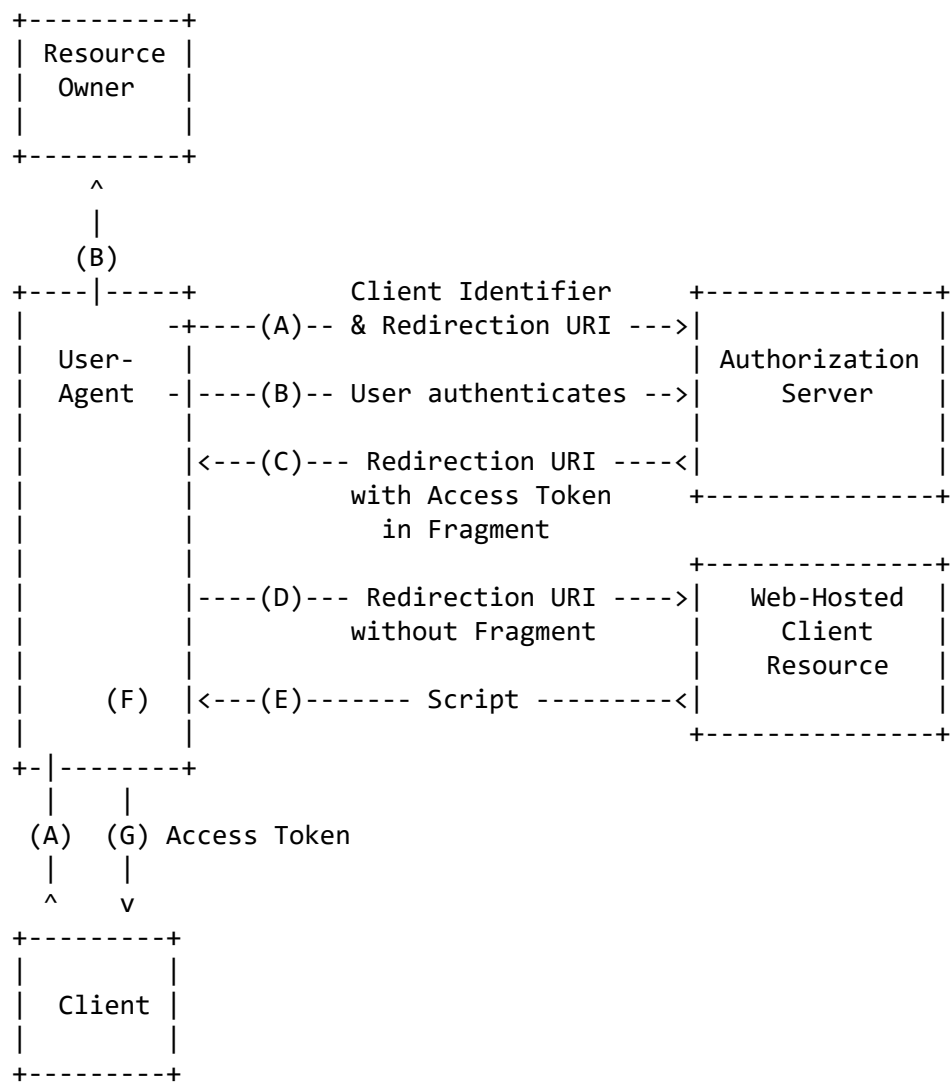 +----------+
| Resource |
|  Owner   |
|          |
+----------+
     ^
     |
    (B)
+----|-----+          Client Identifier     +---------------+
|         -+----(A)-- & Redirection URI --->|               |
|  User-   |                                | Authorization |
|  Agent  -|----(B)-- User authenticates -->|     Server    |
|          |                                |               |
|          |<---(C)--- Redirection URI ----<|               |
|          |          with Access Token     +---------------+
|          |            in Fragment
|          |                                +---------------+
|          |----(D)--- Redirection URI ---->|   Web-Hosted  |
|          |          without Fragment      |     Client    |
|          |                                |    Resource   |
|     (F)  |<---(E)------- Script ---------<|               |
|          |                                +---------------+
+-|--------+
  |    |
 (A)  (G) Access Token
  |    |
  ^    v
+---------+
|         |
|  Client |
|         |
+---------+